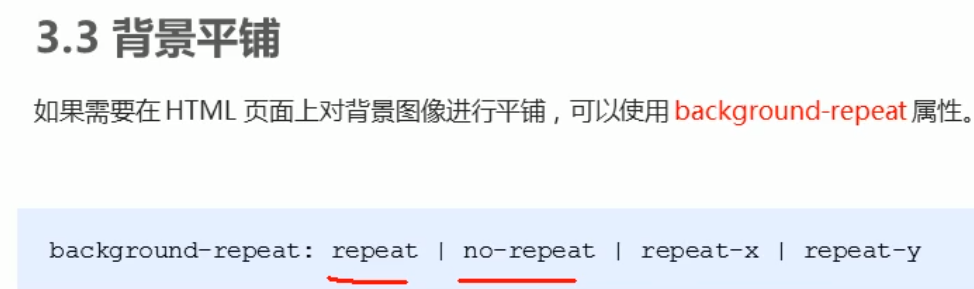 3.3 背景平铺
如果需要在 HTML 页面上对背景图像进行平铺，可以使用 background-repeat 属性。
background-repeat: repeat | no-repeat | repeat-x | repeat-y